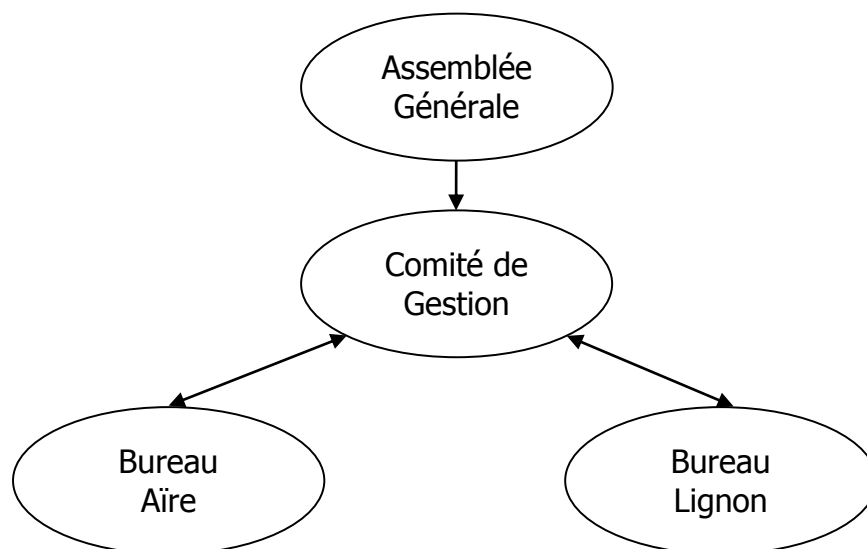 Assemblée
Générale
Comité de
Gestion
Bureau
Aïre
Bureau
Lignon